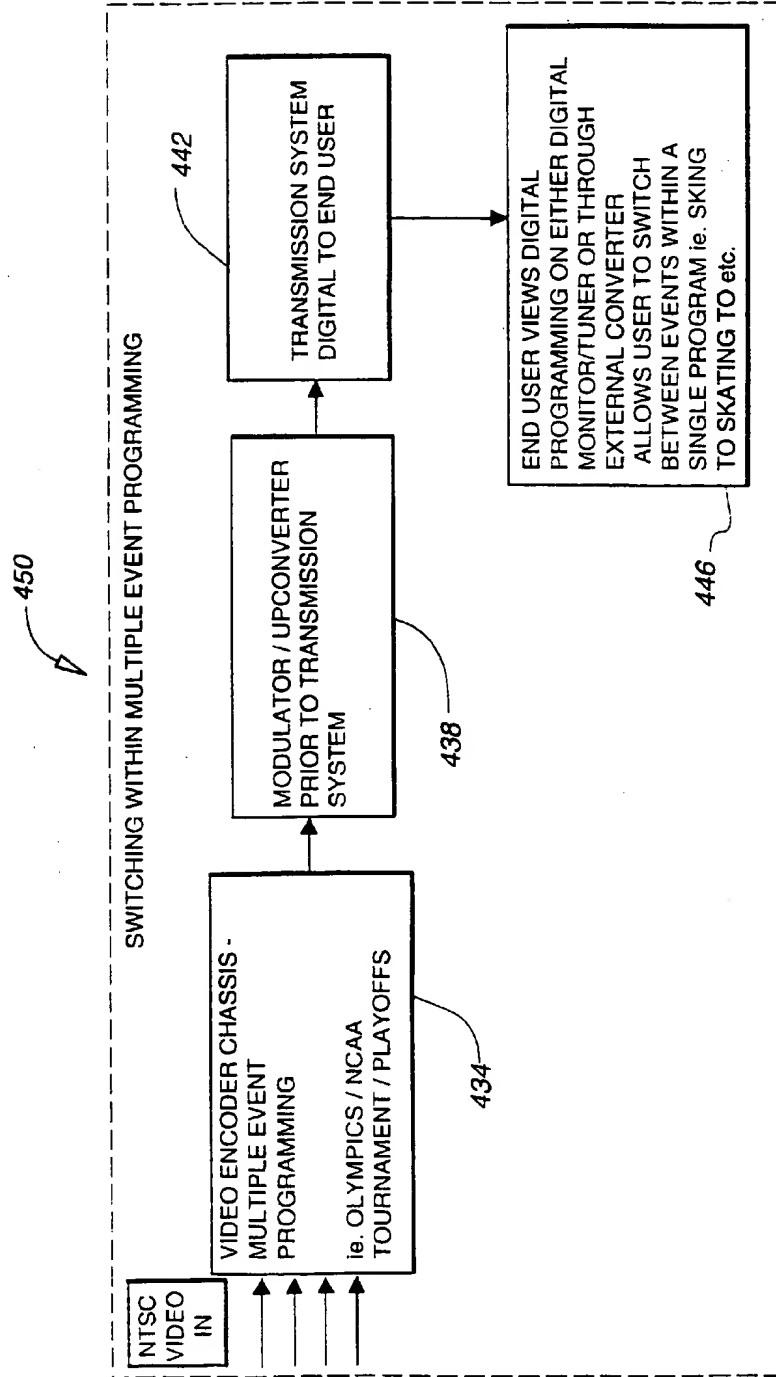 450
SWITCHING WITHIN MULTIPLE EVENT PROGRAMMING
NTSC
VIDEO
IN
VIDEO ENCODER CHASSIS -
MULTIPLE EVENT
PROGRAMMING
ie. OLYMPICS / NCAA
TOURNAMENT / PLAYOFFS
434
MODULATOR / UPCONVERTER
PRIOR TO TRANSMISSION
SYSTEM
438
TRANSMISSION SYSTEM
DIGITAL TO END USER
442
END USER VIEWS DIGITAL
PROGRAMMING ON EITHER DIGITAL
MONITOR/TUNER OR THROUGH
EXTERNAL CONVERTER
ALLOWS USER TO SWITCH
BETWEEN EVENTS WITHIN A
SINGLE PROGRAM ie. SKING
TO SKATING TO etc.
446